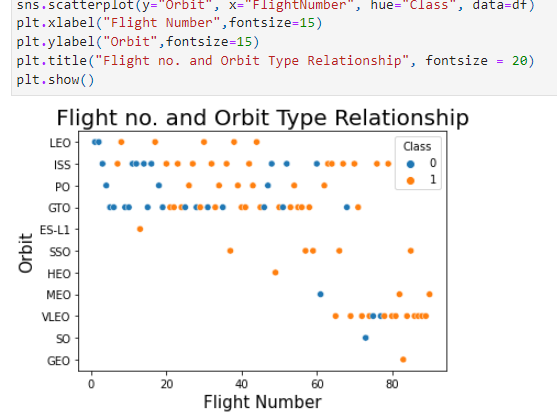 sns.scatterplot(y="Orbit", x="FlightNumber", hue="Class", data=df)
plt.xlabel("Flight Number",fontsize=15)
plt.ylabel("Orbit",fontsize=15)
plt.title("Flight no. and Orbit Type Relationship", fontsize = 20)
plt.show()
Flight no. and Orbit Type Relationship
Class
0
1
LEO
ISS
PO
GTO
ES-L1
SSO
HEO
MEO
VLEO
SO
GEO
Orbit
0 20 40 60 80
Flight Number